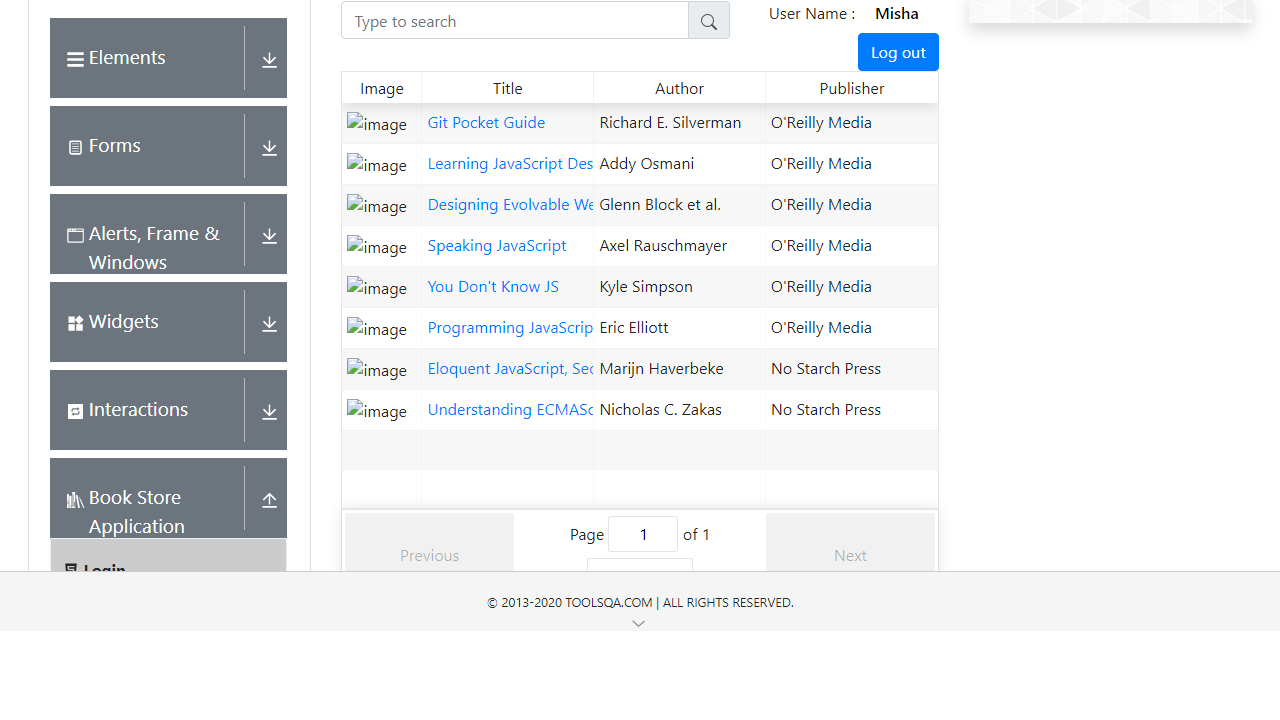 Elements
Forms
Alerts, Frame &
Windows
Widgets
Interactions
Book Store
Application
Login
Type to search
User Name : Misha
Log out
Image Title Author Publisher
image Git Pocket Guide Richard E. Silverman O'Reilly Media
image Learning JavaScript Des Addy Osmani O'Reilly Media
image Designing Evolvable We Glenn Block et al. O'Reilly Media
image Speaking JavaScript Axel Rauschmayer O'Reilly Media
image You Don't Know JS Kyle Simpson O'Reilly Media
image Programming JavaScrip Eric Elliott O'Reilly Media
image Eloquent JavaScript, Sec Marijn Haverbeke No Starch Press
image Understanding ECMASc Nicholas C. Zakas No Starch Press
Previous Page 1 of 1 Next
© 2013-2020 TOOLSQA.COM | ALL RIGHTS RESERVED.